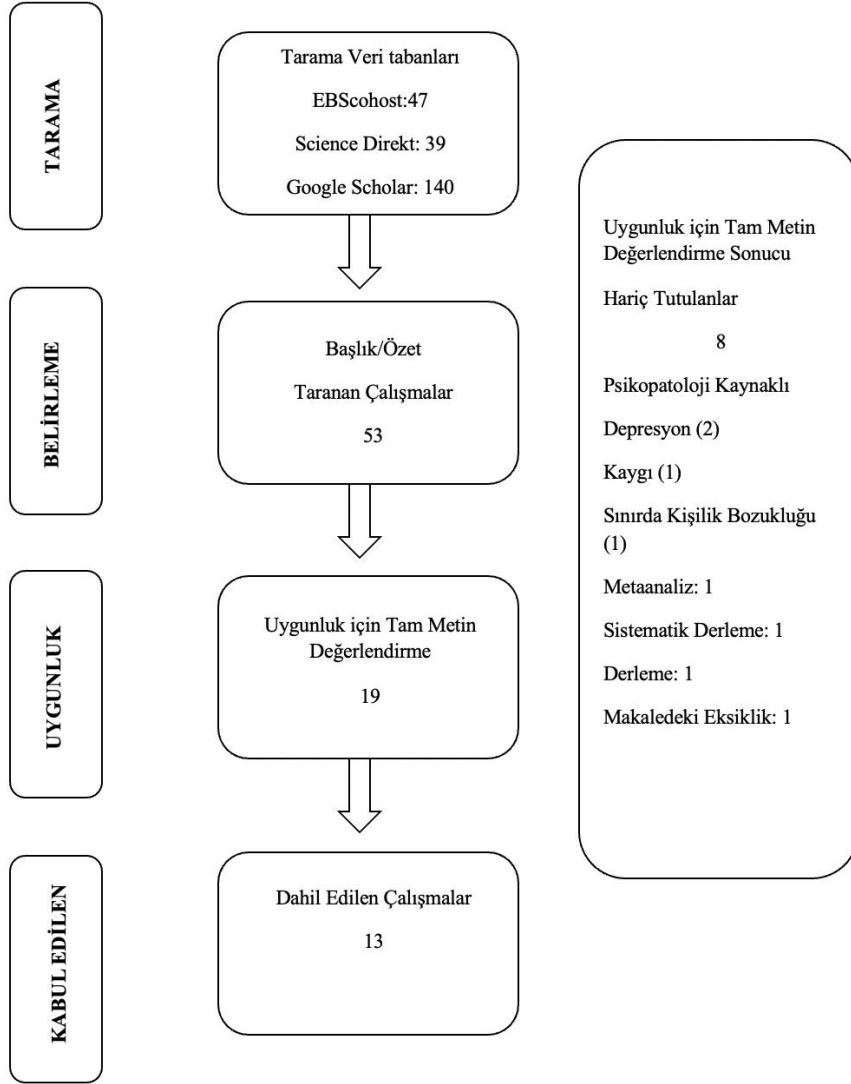 TARAMA
Tarama Veri tabanları
EBScohost:47
Science Direkt: 39
Google Scholar: 140
BELİRLEME
Başlık/Özet
Taranan Çalışmalar
53
UYGUNLUK
Uygunluk için Tam Metin
Değerlendirme
19
KABUL EDİLEN
Dahil Edilen Çalışmalar
13
Uygunluk için Tam Metin
Değerlendirme Sonucu
Hariç Tutulanlar
8
Psikopatoloji Kaynaklı
Depresyon (2)
Kaygı (1)
Sınırda Kişilik Bozukluğu
(1)
Metaanaliz: 1
Sistematik Derleme: 1
Derleme: 1
Makaledeki Eksiklik: 1